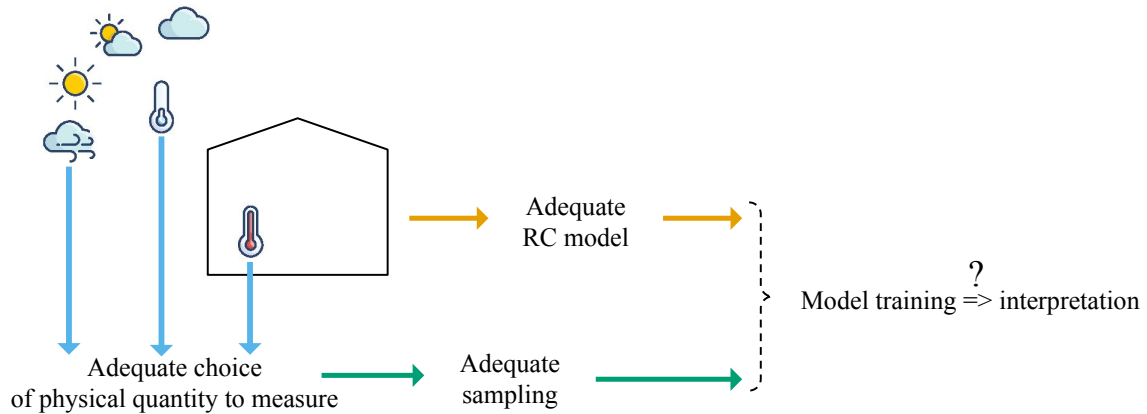 Adequate
RC model
?
Model training => interpretation
Adequate choice
of physical quantity to measure
Adequate
sampling